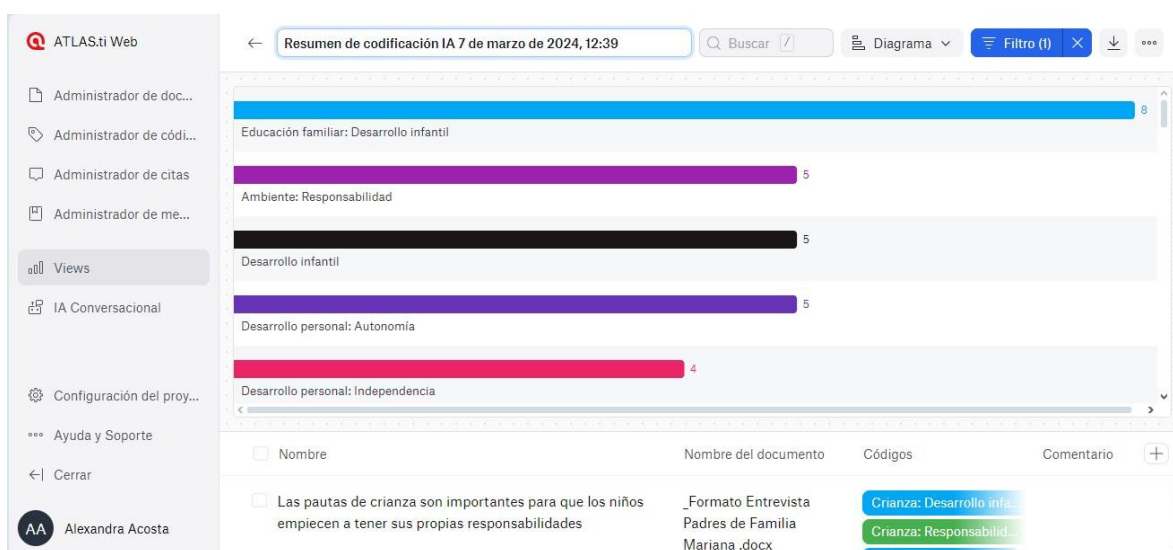 ATLAS.ti Web
Administrador de doc...
Administrador de códi...
Administrador de citas
Administrador de me...
Views
IA Conversacional
Configuración del proy...
Ayuda y Soporte
Cerrar
AA Alexandra Acosta
Resumen de codificación IA 7 de marzo de 2024, 12:39
Buscar /
Diagrama
Filtro (1)
8
Educación familiar: Desarrollo infantil
5
Ambiente: Responsabilidad
5
Desarrollo infantil
5
Desarrollo personal: Autonomía
4
Desarrollo personal: Independencia
Nombre
Nombre del documento
Códigos
Comentario
Las pautas de crianza son importantes para que los niños
empiecen a tener sus propias responsabilidades
_Formato Entrevista
Padres de Familia
Mariana .docx
Crianza: Desarrollo infa...
Crianza: Responsabilid...